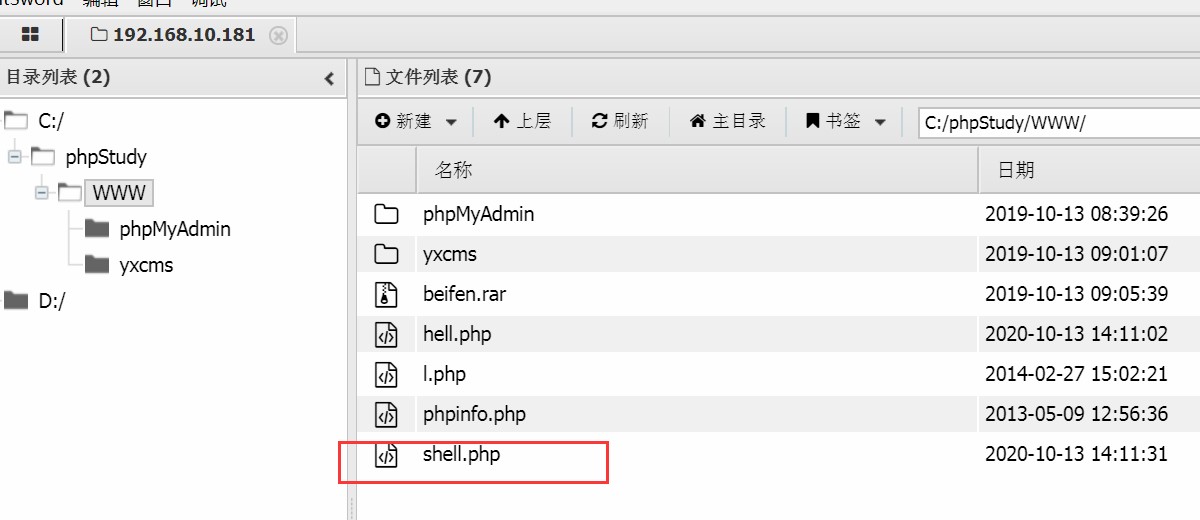 编辑 窗口 调试
192.168.10.181
目录列表 (2)
C:/
phpStudy
WWW
phpMyAdmin
yxcms
D:/
文件列表 (7)
新建 上层 刷新 主目录 书签 C:/phpStudy/WWW/
名称 日期
phpMyAdmin 2019-10-13 08:39:26
yxcms 2019-10-13 09:01:07
beifen.rar 2019-10-13 09:05:39
hell.php 2020-10-13 14:11:02
l.php 2014-02-27 15:02:21
phpinfo.php 2013-05-09 12:56:36
shell.php 2020-10-13 14:11:31